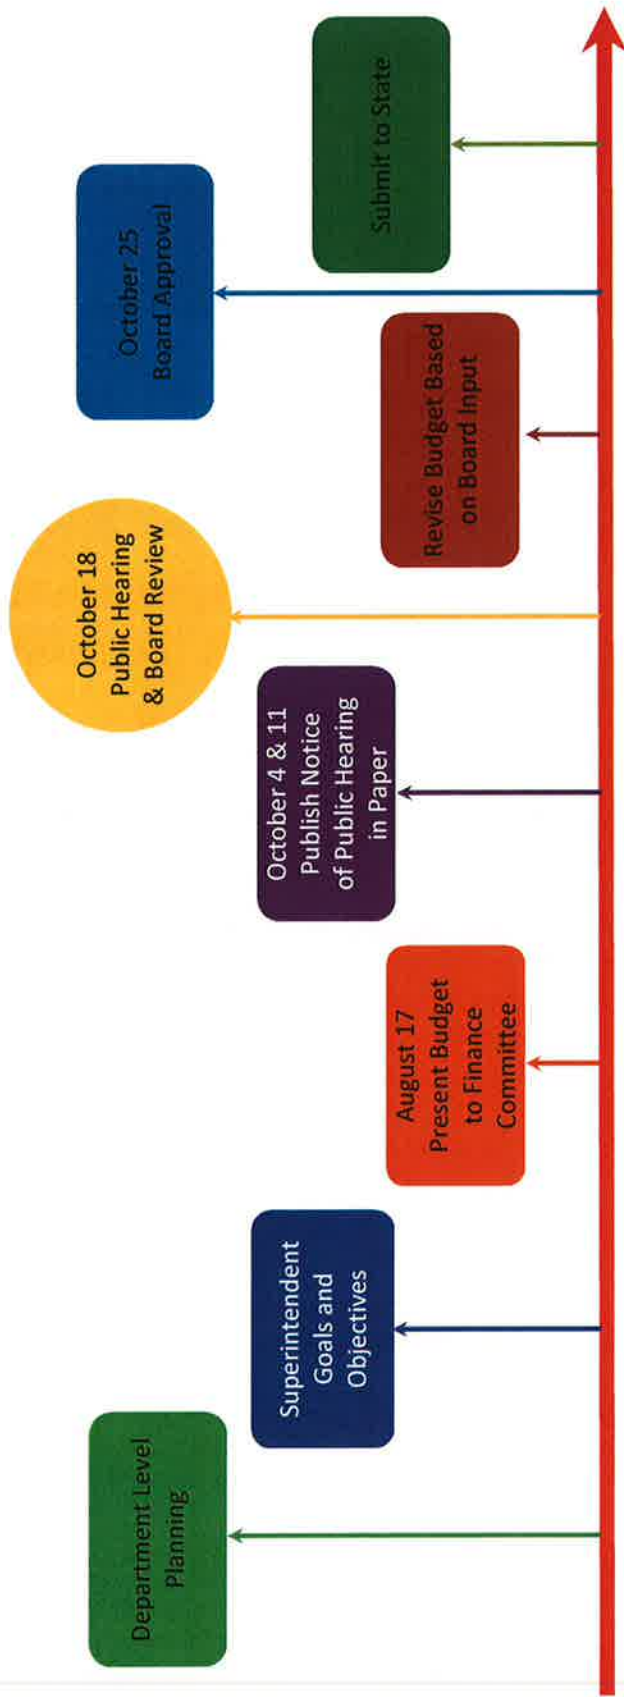 Department Level
Planning
Superintendent
Goals and
Objectives
August 17
Present Budget
to Finance
Committee
October 4 & 11
Publish Notice
of Public Hearing
in Paper
October 18
Public Hearing
& Board Review
Revise Budget Based
on Board Input
October 25
Board Approval
Submit to State